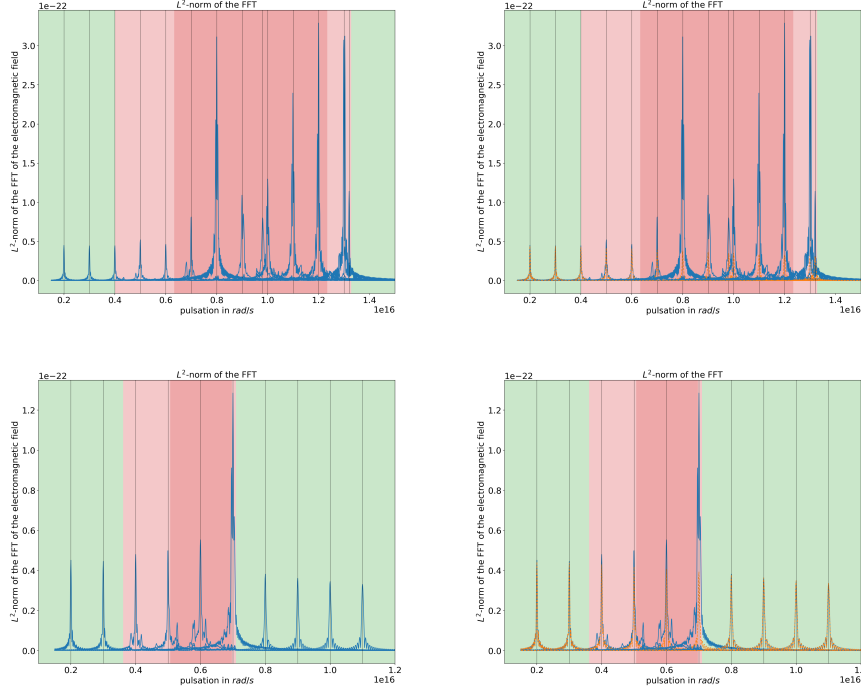 L²-norm of the FFT
1e−22
L²-norm of the FFT of the electromagnetic field
3.0
2.5
2.0
1.5
1.0
0.5
0.0
0.2 0.4 0.6 0.8 1.0 1.2 1.4
pulsation in rad/s
1e16
L²-norm of the FFT
1e−22
L²-norm of the FFT of the electromagnetic field
3.0
2.5
2.0
1.5
1.0
0.5
0.0
0.2 0.4 0.6 0.8 1.0 1.2 1.4
pulsation in rad/s
1e16
L²-norm of the FFT
1e−22
L²-norm of the FFT of the electromagnetic field
1.2
1.0
0.8
0.6
0.4
0.2
0.0
0.2 0.4 0.6 0.8 1.0 1.2
pulsation in rad/s
1e16
L²-norm of the FFT
1e−22
L²-norm of the FFT of the electromagnetic field
1.2
1.0
0.8
0.6
0.4
0.2
0.0
0.2 0.4 0.6 0.8 1.0 1.2
pulsation in rad/s
1e16